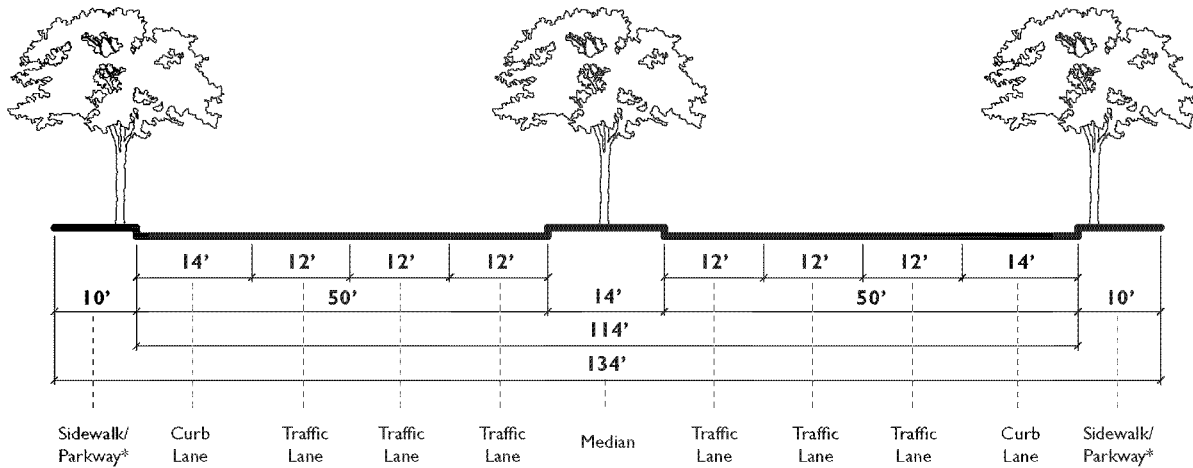 14' 12' 12' 12' 12' 12' 12' 14'
10' 50' 14' 50' 10'
114'
134'
Sidewalk/
Parkway*
Curb
Lane
Traffic
Lane
Traffic
Lane
Traffic
Lane
Median
Traffic
Lane
Traffic
Lane
Traffic
Lane
Curb
Lane
Sidewalk/
Parkway*